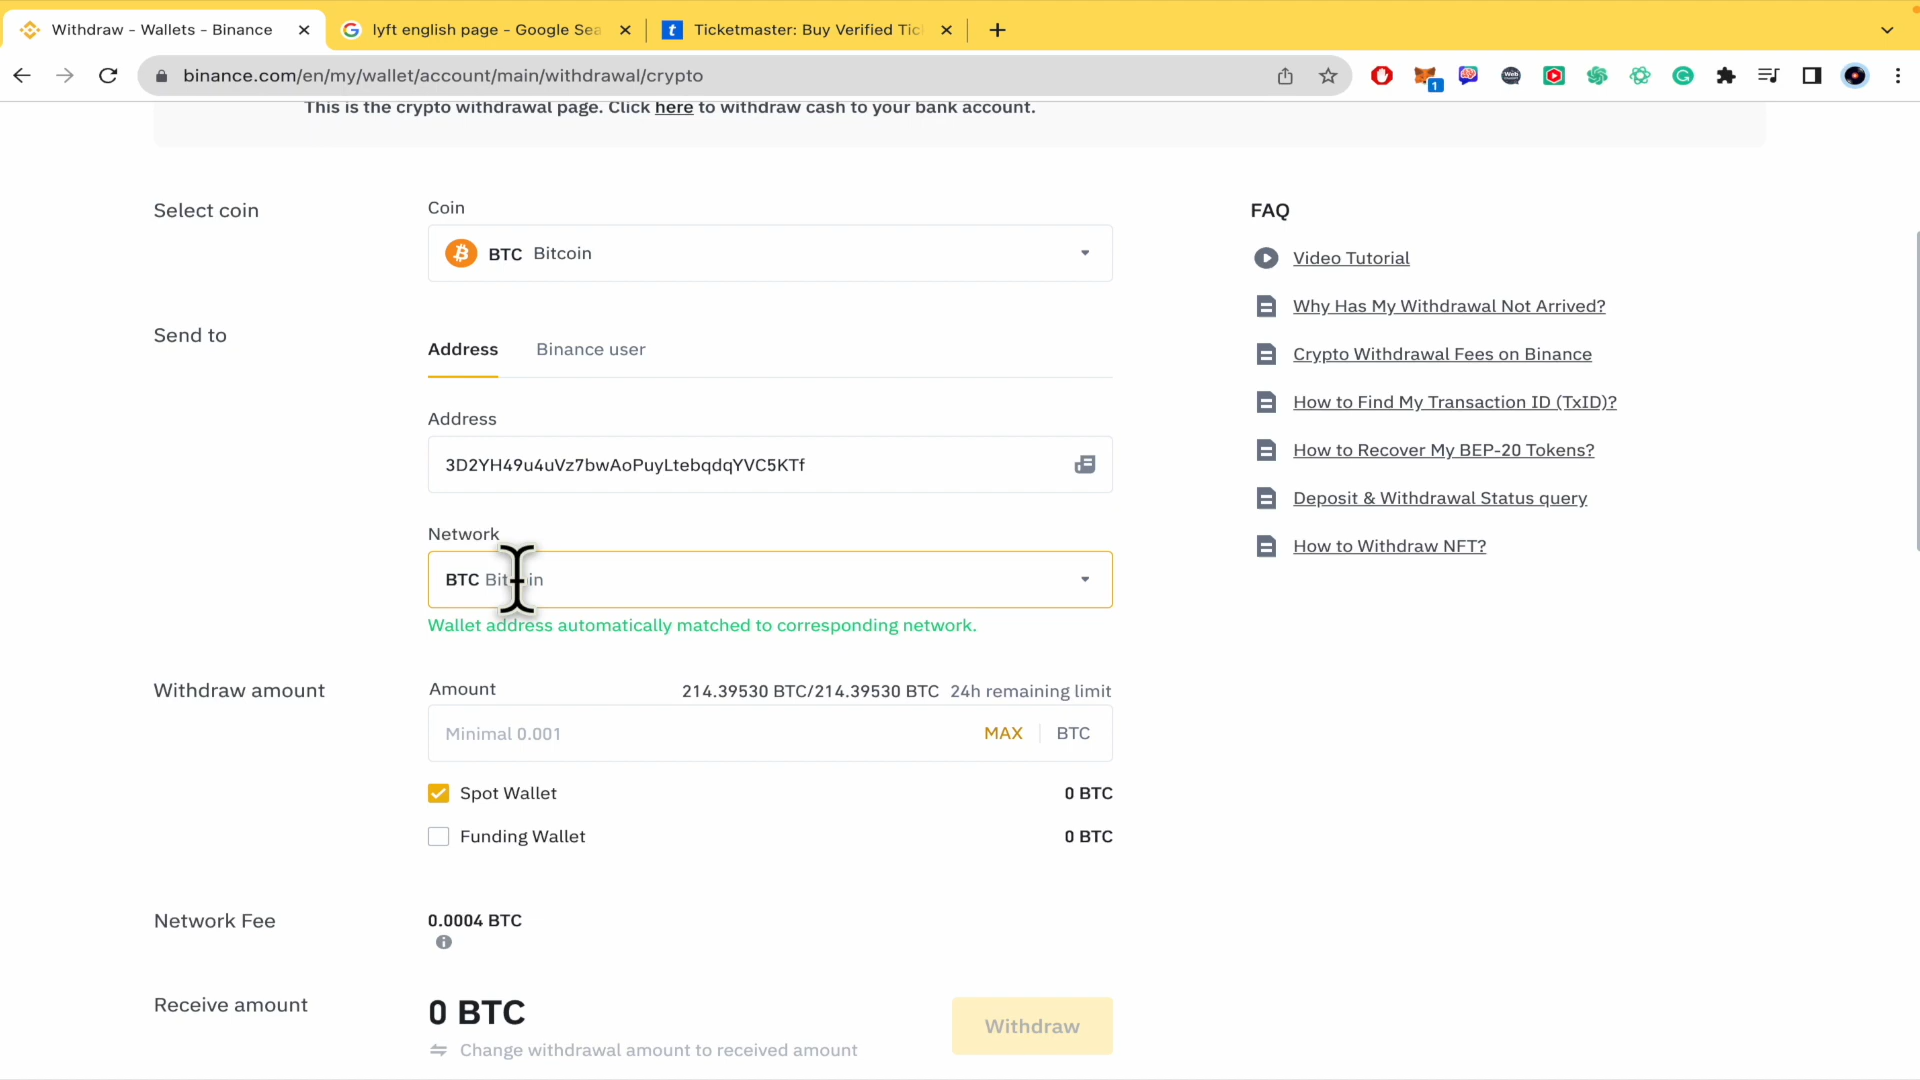 Withdraw - Wallets - Binance
lyft english page - Google Sea
Ticketmaster: Buy Verified Tic
binance.com/en/my/wallet/account/main/withdrawal/crypto
1
This is the crypto withdrawal page. Click here to withdraw cash to your bank account.
Select coin
Coin
BTC Bitcoin
Send to
Address Binance user
Address
3D2YH49u4uVz7bwAoPuyLtebqdqYVC5KTf
Network
BTC Bitcoin
Wallet address automatically matched to corresponding network.
Withdraw amount
Amount 214.39530 BTC/214.39530 BTC 24h remaining limit
Minimal 0.001 MAX BTC
Spot Wallet 0 BTC
Funding Wallet 0 BTC
Network Fee
0.0004 BTC
Receive amount
0 BTC
Change withdrawal amount to received amount
Withdraw
FAQ
Video Tutorial
Why Has My Withdrawal Not Arrived?
Crypto Withdrawal Fees on Binance
How to Find My Transaction ID (TxID)?
How to Recover My BEP-20 Tokens?
Deposit & Withdrawal Status query
How to Withdraw NFT?